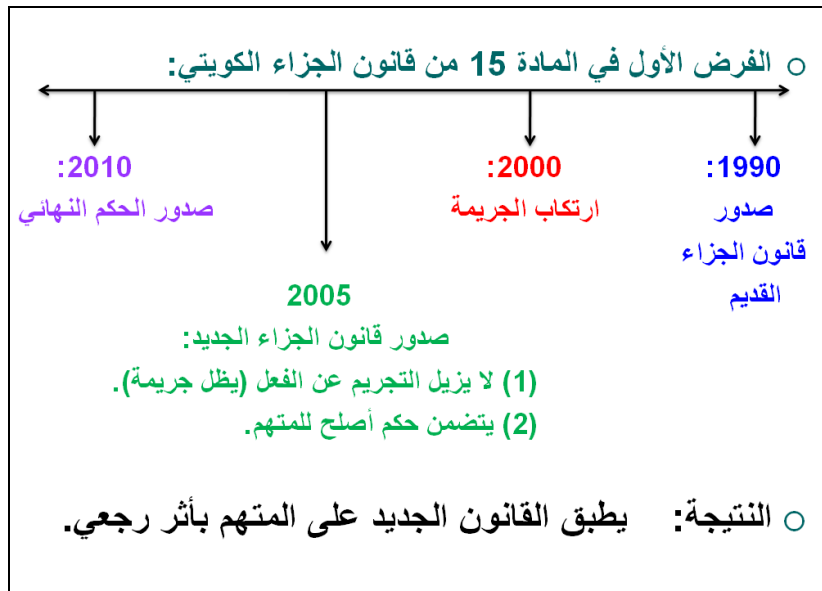 الفرض الأول في المادة 15 من قانون الجزاء الكويتي:
1990:
صدور
قانون الجزاء
القديم
2000:
ارتكاب الجريمة
2005
صدور قانون الجزاء الجديد:
(1) لا يزيل التجريم عن الفعل (يظل جريمة).
(2) يتضمن حكم أصلح للمتهم.
2010:
صدور الحكم النهائي
النتيجة: يطبق القانون الجديد على المتهم بأثر رجعي.